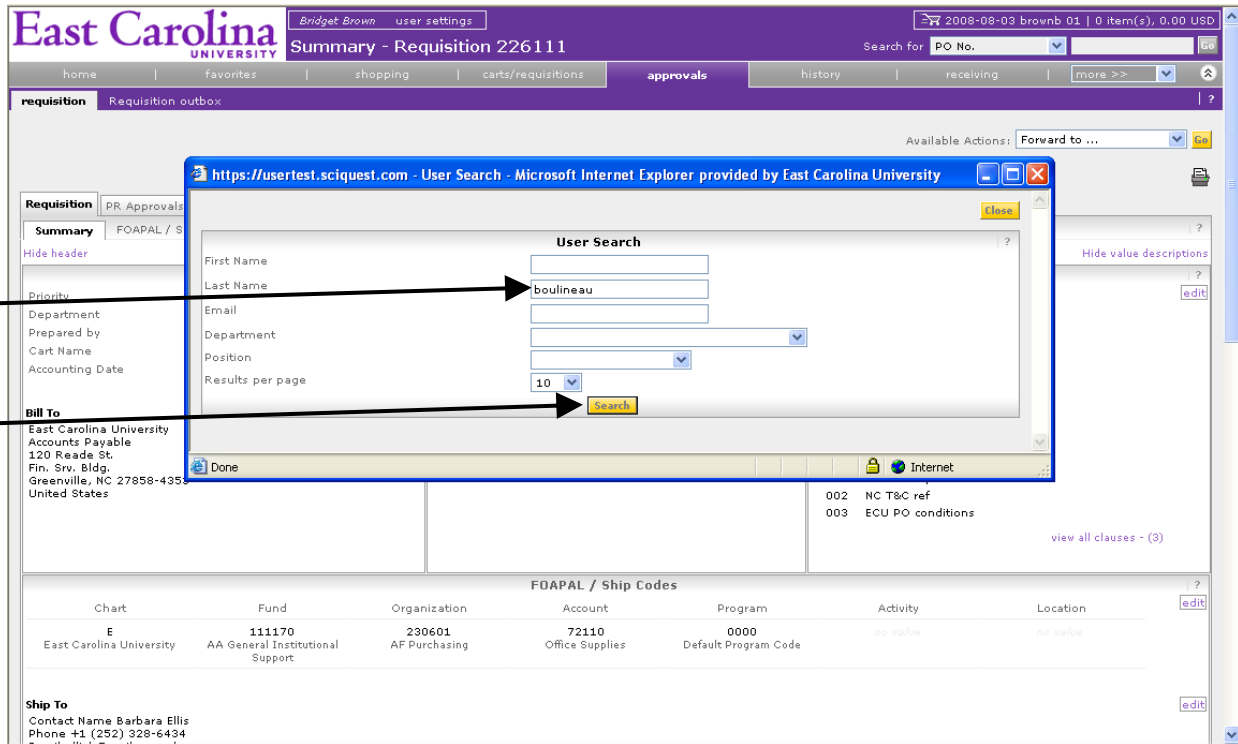 East Carolina
UNIVERSITY
Bridget Brown user settings
2008-08-03 brownb 01 | 0 item(s), 0.00 USD
Summary - Requisition 226111
Search for PO No. Go
home | favorites | shopping | carts/requisitions approvals history | receiving | more >>
requisition Requisition outbox | ?
Available Actions: Forward to ... Go
https://usertest.sciquest.com - User Search - Microsoft Internet Explorer provided by East Carolina University
Close
User Search ?
First Name
Last Name boulineau
Email
Department
Position
Results per page 10
Search
Done Internet
Requisition PR Approvals
Summary FOAPAL / S ?
Hide header Hide value descriptions
?
Priority edit
Department
Prepared by
Cart Name
Accounting Date
Bill To
East Carolina University
Accounts Payable
120 Reade St.
Fin. Srv. Bldg.
Greenville, NC 27858-4353
United States
002 NC T&C ref
003 ECU PO conditions
view all clauses - (3)
FOAPAL / Ship Codes ?
Chart Fund Organization Account Program Activity Location edit
E 111170 230601 72110 0000 no value no value
East Carolina University AA General Institutional AF Purchasing Office Supplies Default Program Code
Support
Ship To edit
Contact Name Barbara Ellis
Phone +1 (252) 328-6434